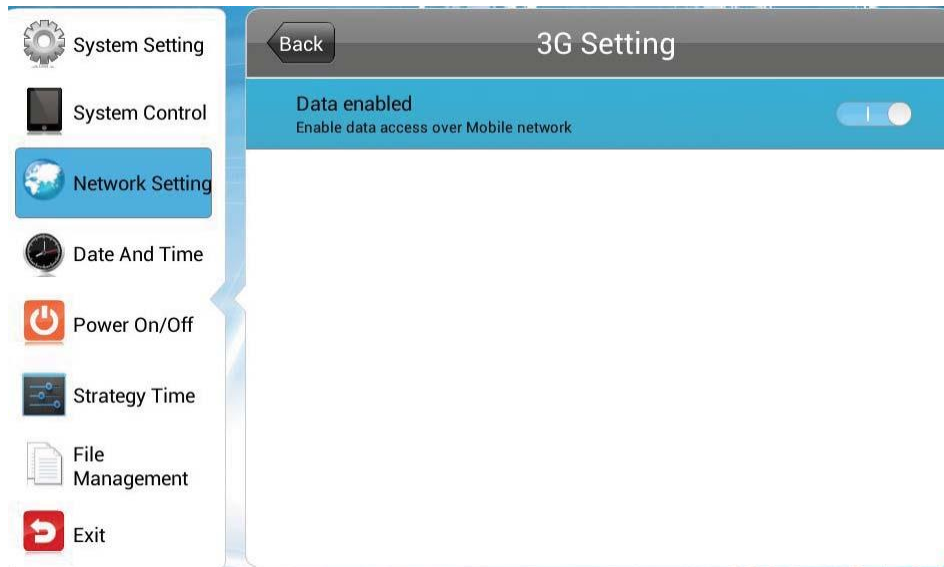 System Setting
System Control
Network Setting
Date And Time
Power On/Off
Strategy Time
File
Management
Exit
Back
3G Setting
Data enabled
Enable data access over Mobile network